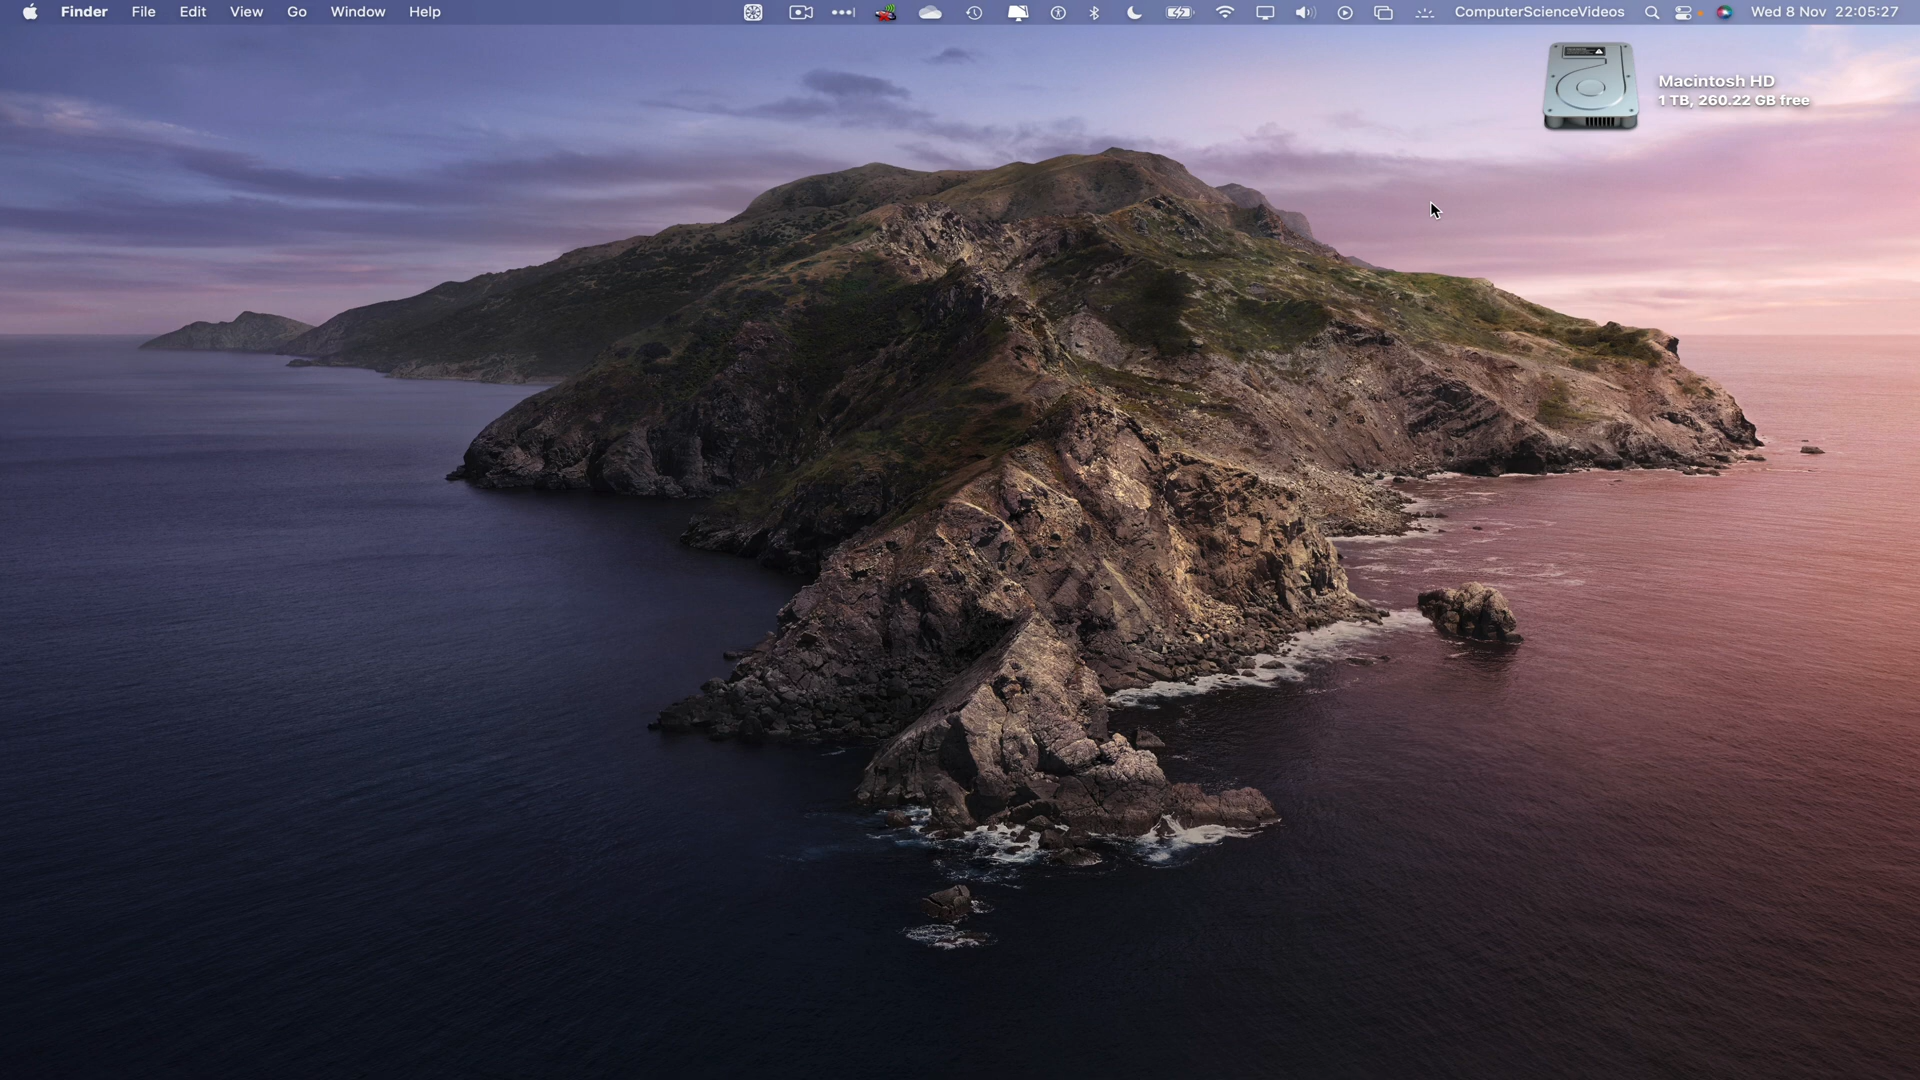 Finder File Edit View Go Window Help ComputerScienceVideos Wed 8 Nov 22:05:27
Macintosh HD
1 TB, 260.22 GB free